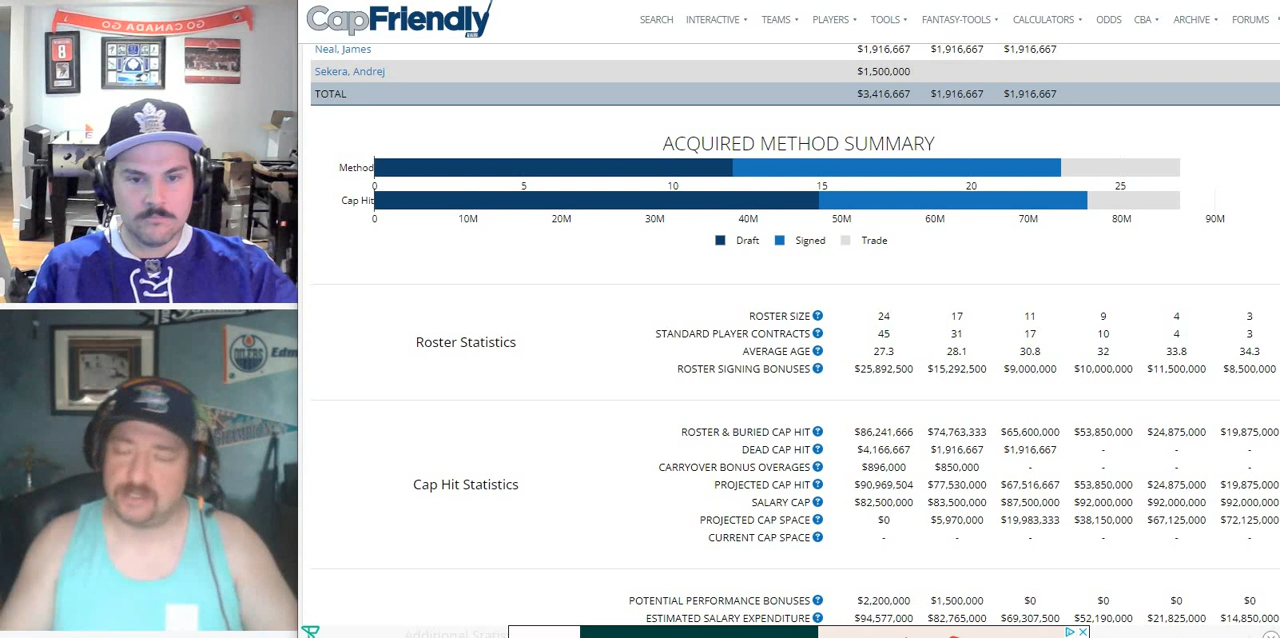 GO CANADA GO
8
OILERS
Edm
CapFriendly
SEARCH INTERACTIVE TEAMS PLAYERS TOOLS FANTASY-TOOLS CALCULATORS ODDS CBA ARCHIVE FORUMS
Neal, James $1,916,667 $1,916,667 $1,916,667
Sekera, Andrej $1,500,000
TOTAL $3,416,667 $1,916,667 $1,916,667
ACQUIRED METHOD SUMMARY
Method
0 5 10 15 20 25
Cap Hit
0 10M 20M 30M 40M 50M 60M 70M 80M 90M
Draft Signed Trade
Roster Statistics
ROSTER SIZE ? 24 17 11 9 4 3
STANDARD PLAYER CONTRACTS ? 45 31 17 10 4 3
AVERAGE AGE ? 27.3 28.1 30.8 32 33.8 34.3
ROSTER SIGNING BONUSES ? $25,892,500 $15,292,500 $9,000,000 $10,000,000 $11,500,000 $8,500,000
Cap Hit Statistics
ROSTER & BURIED CAP HIT ? $86,241,666 $74,763,333 $65,600,000 $53,850,000 $24,875,000 $19,875,000
DEAD CAP HIT ? $4,166,667 $1,916,667 $1,916,667 - - -
CARRYOVER BONUS OVERAGES ? $896,000 $850,000 - - - -
PROJECTED CAP HIT ? $90,969,504 $77,530,000 $67,516,667 $53,850,000 $24,875,000 $19,875,000
SALARY CAP ? $82,500,000 $83,500,000 $87,500,000 $92,000,000 $92,000,000 $92,000,000
PROJECTED CAP SPACE ? $0 $5,970,000 $19,983,333 $38,150,000 $67,125,000 $72,125,000
CURRENT CAP SPACE ? - - - - - -
POTENTIAL PERFORMANCE BONUSES ? $2,200,000 $1,500,000 $0 $0 $0 $0
ESTIMATED SALARY EXPENDITURE ? $94,577,000 $82,765,000 $69,307,500 $52,190,000 $21,825,000 $14,850,000
Additional Statis